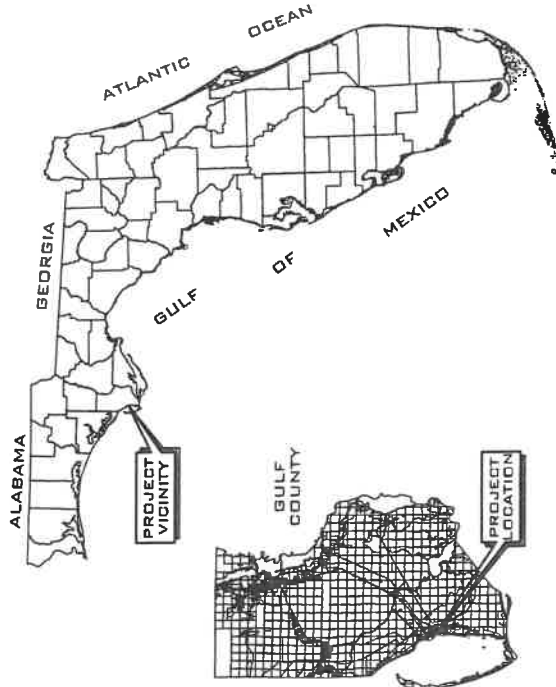 ATLANTIC OCEAN
GEORGIA
ALABAMA
GULF OF MEXICO
PROJECT
VICINITY
GULF
COUNTY
PROJECT
LOCATION